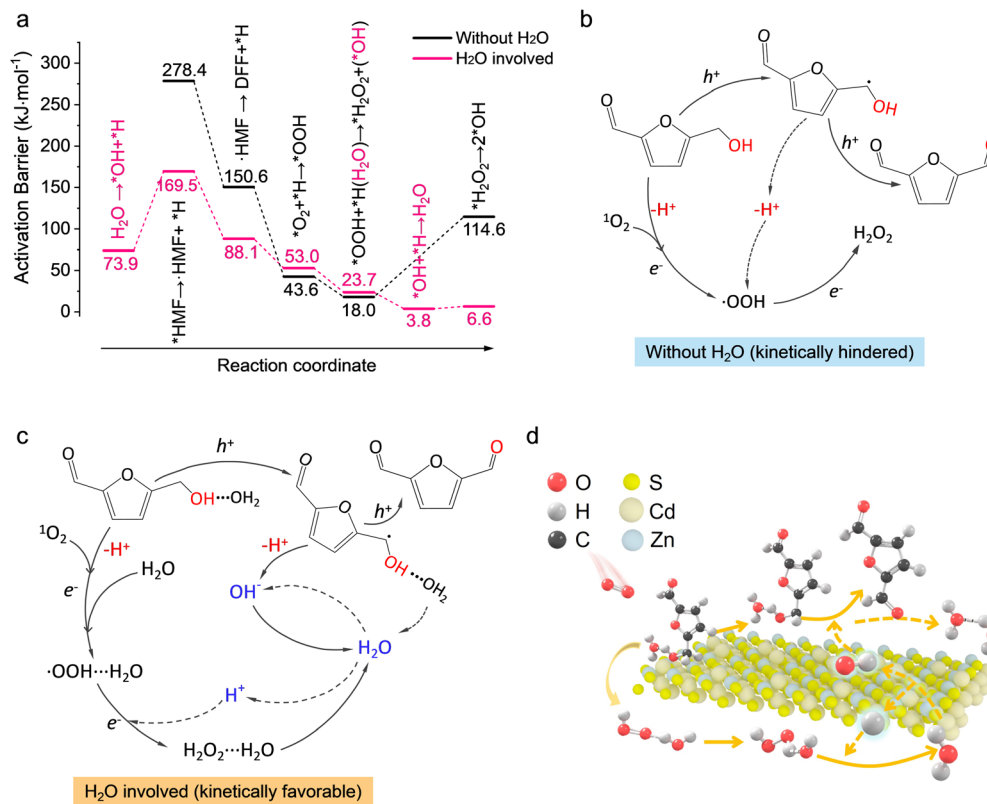 a
Activation Barrier (kJ·mol⁻¹)
300
250
200
150
100
50
0
Without H₂O
H₂O involved
H₂O→*OH+*H
73.9
278.4
169.5
*HMF→·HMF+ *H
·HMF → DFF+*H
150.6
88.1
*O₂+*H→*OOH
53.0
43.6
*OOH+*H(H₂O)→*H₂O₂+(*OH)
23.7
18.0
*OH+*H→H₂O
3.8
*H₂O₂→2*OH
114.6
6.6
Reaction coordinate
b
O
O
OH
h⁺
O
O
·
OH
h⁺
O
O
O
-H⁺
-H⁺
¹O₂
e⁻
·OOH
e⁻
H₂O₂
Without H₂O (kinetically hindered)
c
O
O
OH···OH₂
h⁺
O
O
·
OH···OH₂
h⁺
O
O
O
¹O₂
-H⁺
e⁻
H₂O
-H⁺
OH⁻
H₂O
H⁺
·OOH···H₂O
e⁻
H₂O₂···H₂O
H₂O involved (kinetically favorable)
d
O
S
H
Cd
C
Zn